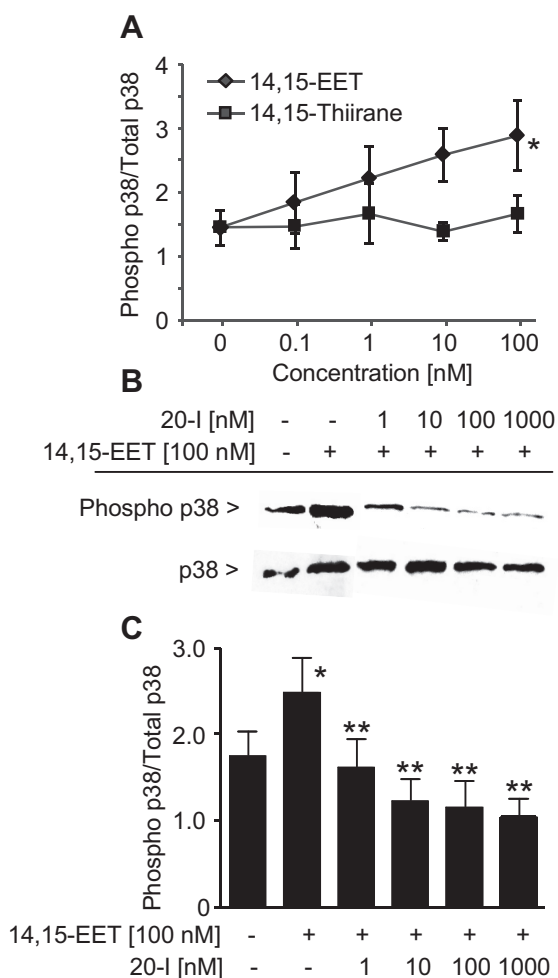 A
Phospho p38/Total p38
4
3
2
1
0
14,15-EET
14,15-Thiirane
*
0 0.1 1 10 100
Concentration [nM]
B
20-I [nM] - - 1 10 100 1000
14,15-EET [100 nM] - + + + + +
Phospho p38 >
p38 >
C
Phospho p38/Total p38
3.0
2.0
1.0
0
* ** ** ** **
14,15-EET [100 nM] - + + + + +
20-I [nM] - - 1 10 100 1000